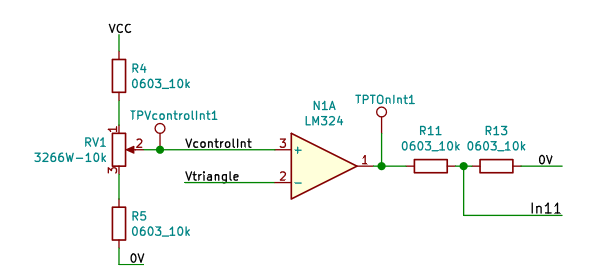 VCC
R4
0603_10k
TPVcontrolInt1
1
RV1
3266W-10k
2
3
R5
0603_10k
0V
VcontrolInt
Vtriangle
N1A
LM324
3
+
2
-
1
TPTOnInt1
R11
0603_10k
R13
0603_10k
0V
In11